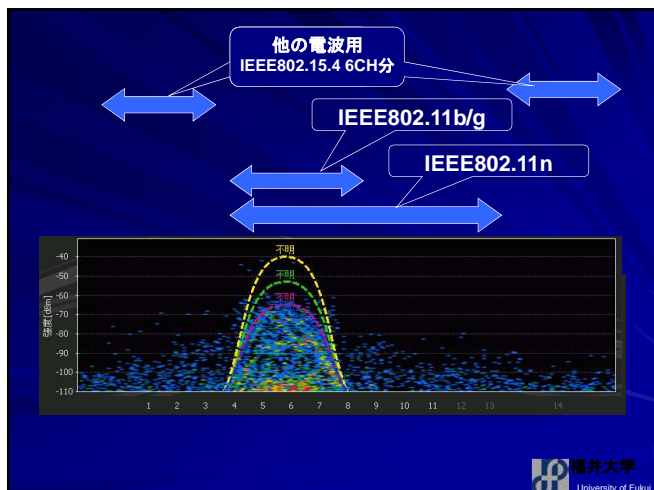 他の電波用
IEEE802.15.4 6CH分
IEEE802.11b/g
IEEE802.11n
不明
不明
不明
強度[dBm]
-40
-50
-60
-70
-80
-90
-100
-110
1 2 3 4 5 6 7 8 9 10 11 12 13 14
福井大学
University of Fukui